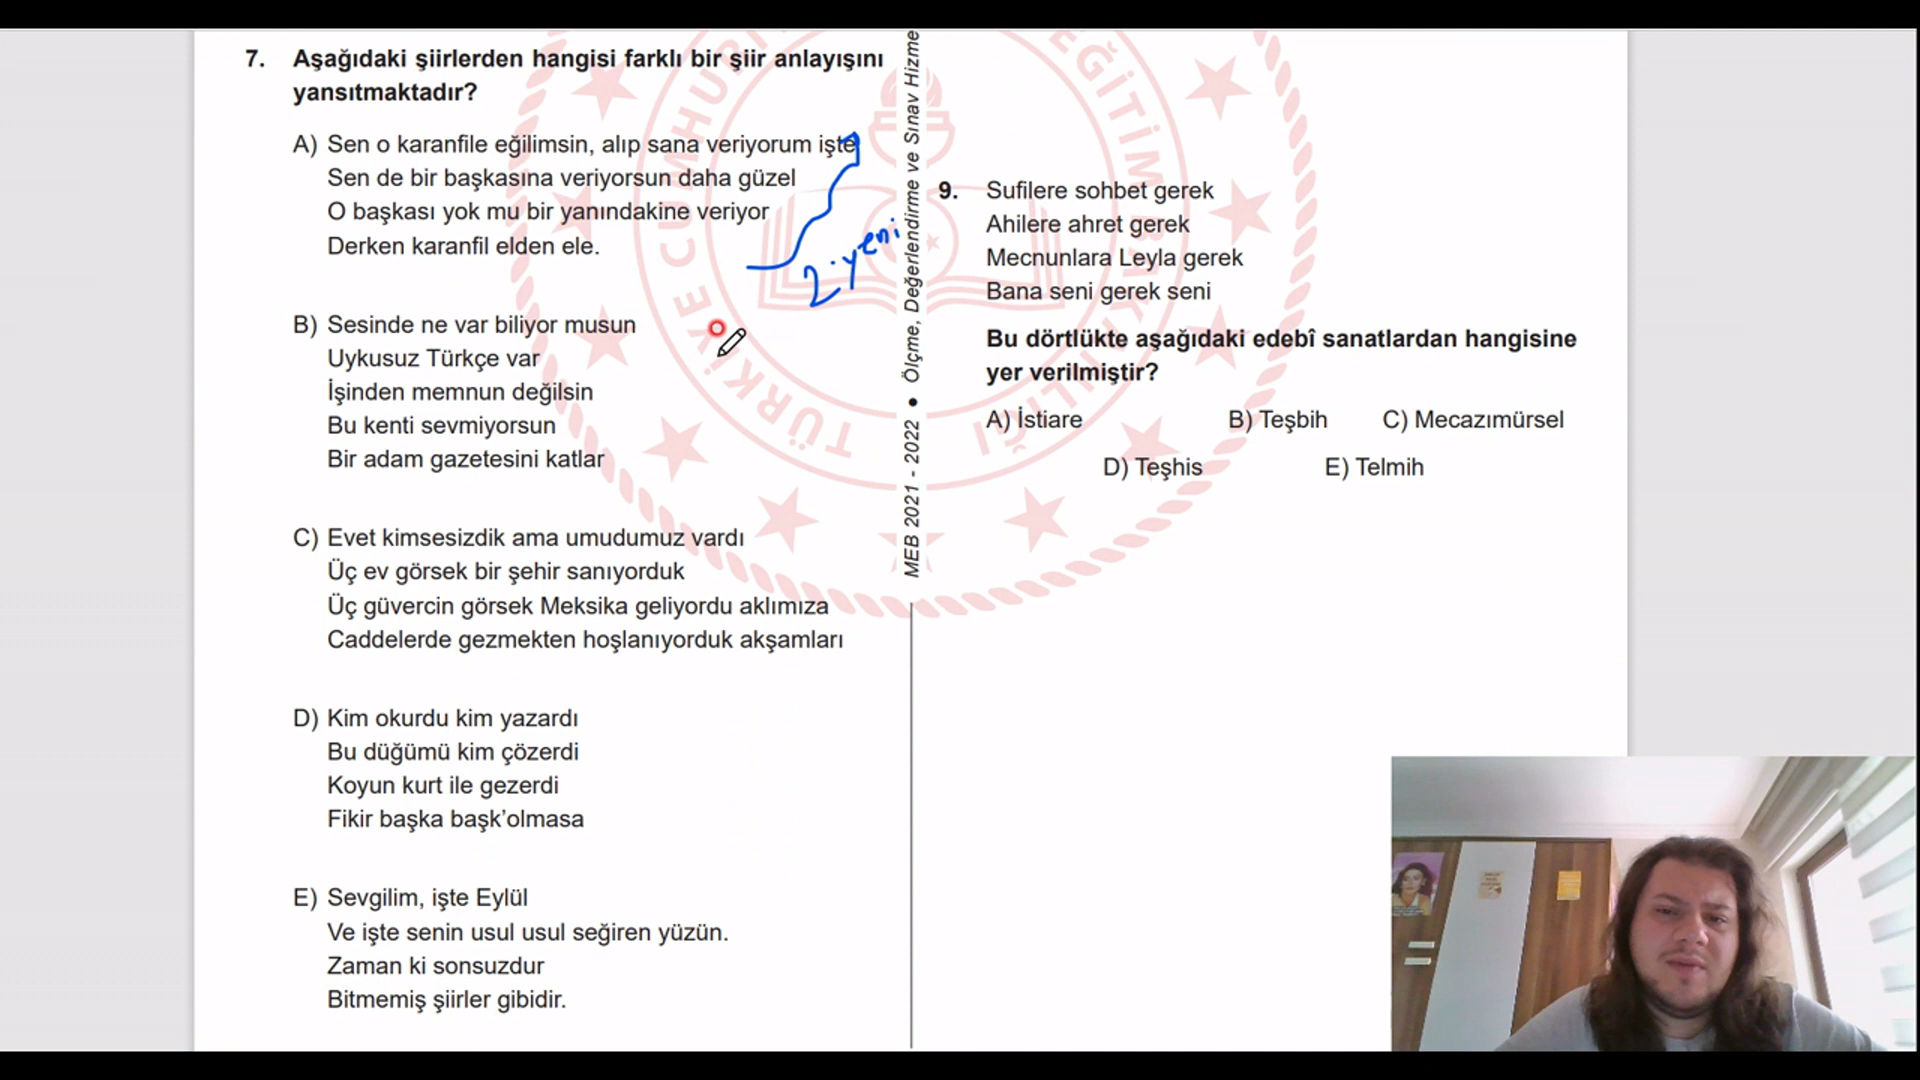 7. Aşağıdaki şiirlerden hangisi farklı bir şiir anlayışını
yansıtmaktadır?
A) Sen o karanfile eğilimsin, alıp sana veriyorum işte
Sen de bir başkasına veriyorsun daha güzel
O başkası yok mu bir yanındakine veriyor
Derken karanfil elden ele.
2. yeni
B) Sesinde ne var biliyor musun
Uykusuz Türkçe var
İşinden memnun değilsin
Bu kenti sevmiyorsun
Bir adam gazetesini katlar
C) Evet kimsesizdik ama umudumuz vardı
Üç ev görsek bir şehir sanıyorduk
Üç güvercin görsek Meksika geliyordu aklımıza
Caddelerde gezmekten hoşlanıyorduk akşamları
D) Kim okurdu kim yazardı
Bu düğümü kim çözerdi
Koyun kurt ile gezerdi
Fikir başka başk'olmasa
E) Sevgilim, işte Eylül
Ve işte senin usul usul seğiren yüzün.
Zaman ki sonsuzdur
Bitmemiş şiirler gibidir.
MEB 2021 - 2022 ● Ölçme, Değerlendirme ve Sınav Hizme
9. Sufilere sohbet gerek
Ahilere ahret gerek
Mecnunlara Leyla gerek
Bana seni gerek seni
Bu dörtlükte aşağıdaki edebî sanatlardan hangisine
yer verilmiştir?
A) İstiare B) Teşbih C) Mecazımürsel
D) Teşhis E) Telmih
TÜRKİYE CUMHUR
EĞİTİM BAKANLIĞI